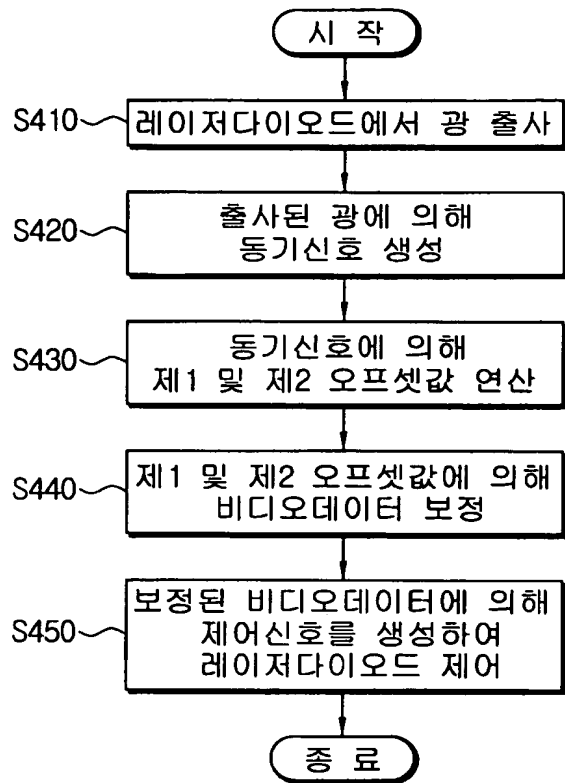 시 작
S410
레이저다이오드에서 광 출사
S420
출사된 광에 의해
동기신호 생성
S430
동기신호에 의해
제1 및 제2 오프셋값 연산
S440
제1 및 제2 오프셋값에 의해
비디오데이터 보정
S450
보정된 비디오데이터에 의해
제어신호를 생성하여
레이저다이오드 제어
종 료